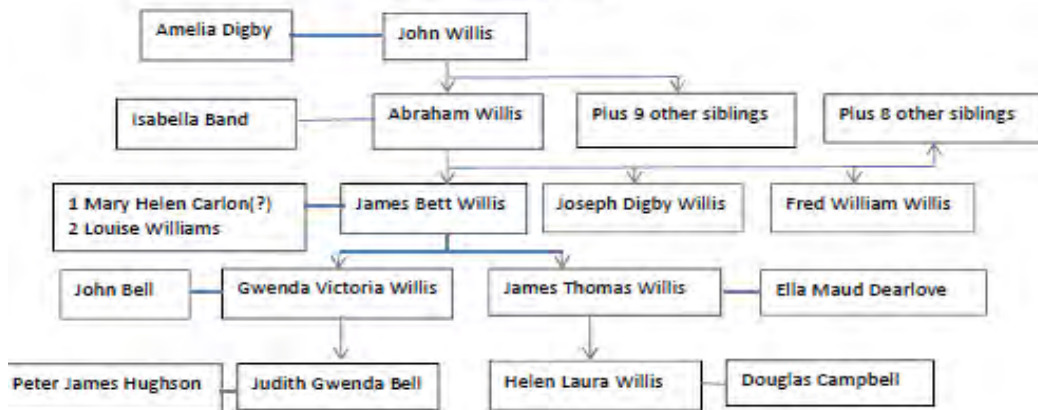 Amelia Digby
John Willis
Isabella Band
Abraham Willis
Plus 9 other siblings
Plus 8 other siblings
1 Mary Helen Carlon(?)
2 Louise Williams
James Bett Willis
Joseph Digby Willis
Fred William Willis
John Bell
Gwenda Victoria Willis
James Thomas Willis
Ella Maud Dearlove
Peter James Hughson
Judith Gwenda Bell
Helen Laura Willis
Douglas Campbell